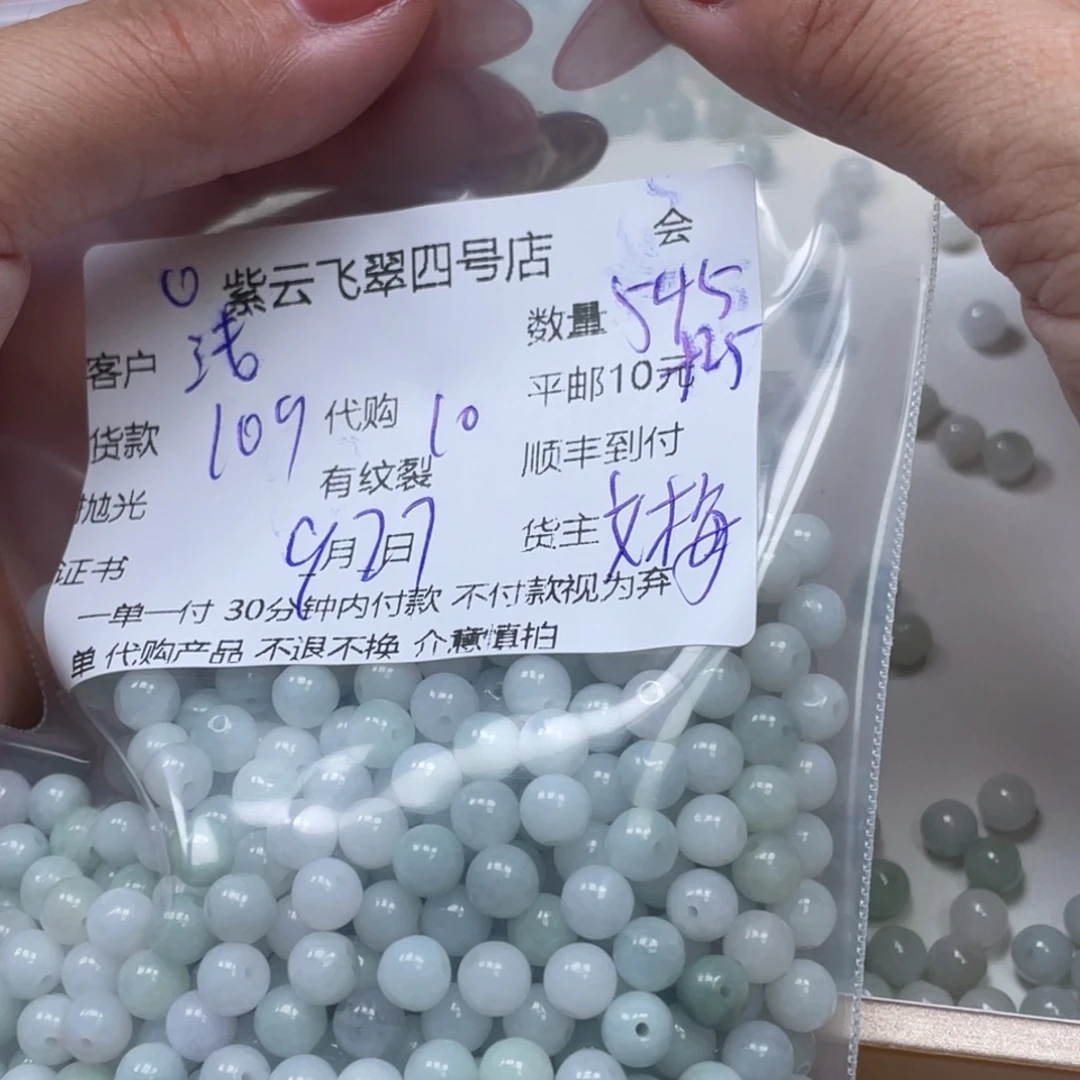 会
紫云飞翠四号店
客户 数量 545
平邮10元 125
货款 109 代购 10
有纹裂 顺丰到付
抛光
9月27日 货主 文梅
证书
一单一付 30分钟内付款 不付款视为弃
单 代购产品 不退不换 介意慎拍